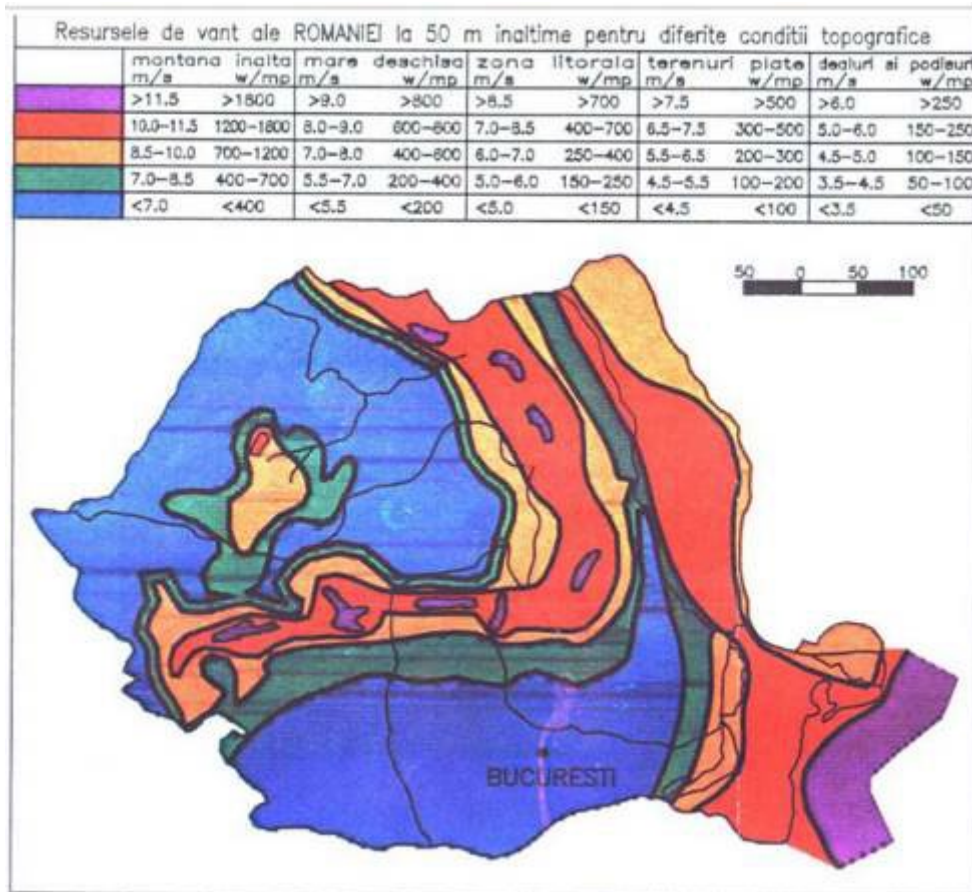 Resursele de vant ale ROMANIEI la 50 m inaltime pentru diferite conditii topografice
montana inalta mare deschisa zona litorala terenuri plate dealuri si podisuri
m/s w/mp m/s w/mp m/s w/mp m/s w/mp m/s w/mp
>11.5 >1800 >9.0 >800 >8.5 >700 >7.5 >500 >6.0 >250
10.0-11.5 1200-1800 8.0-9.0 600-800 7.0-8.5 400-700 6.5-7.5 300-500 5.0-6.0 150-250
8.5-10.0 700-1200 7.0-8.0 400-600 6.0-7.0 250-400 5.5-6.5 200-300 4.5-5.0 100-150
7.0-8.5 400-700 5.5-7.0 200-400 5.0-6.0 150-250 4.5-5.5 100-200 3.5-4.5 50-100
<7.0 <400 <5.5 <200 <5.0 <150 <4.5 <100 <3.5 <50
50 0 50 100
BUCURESTI